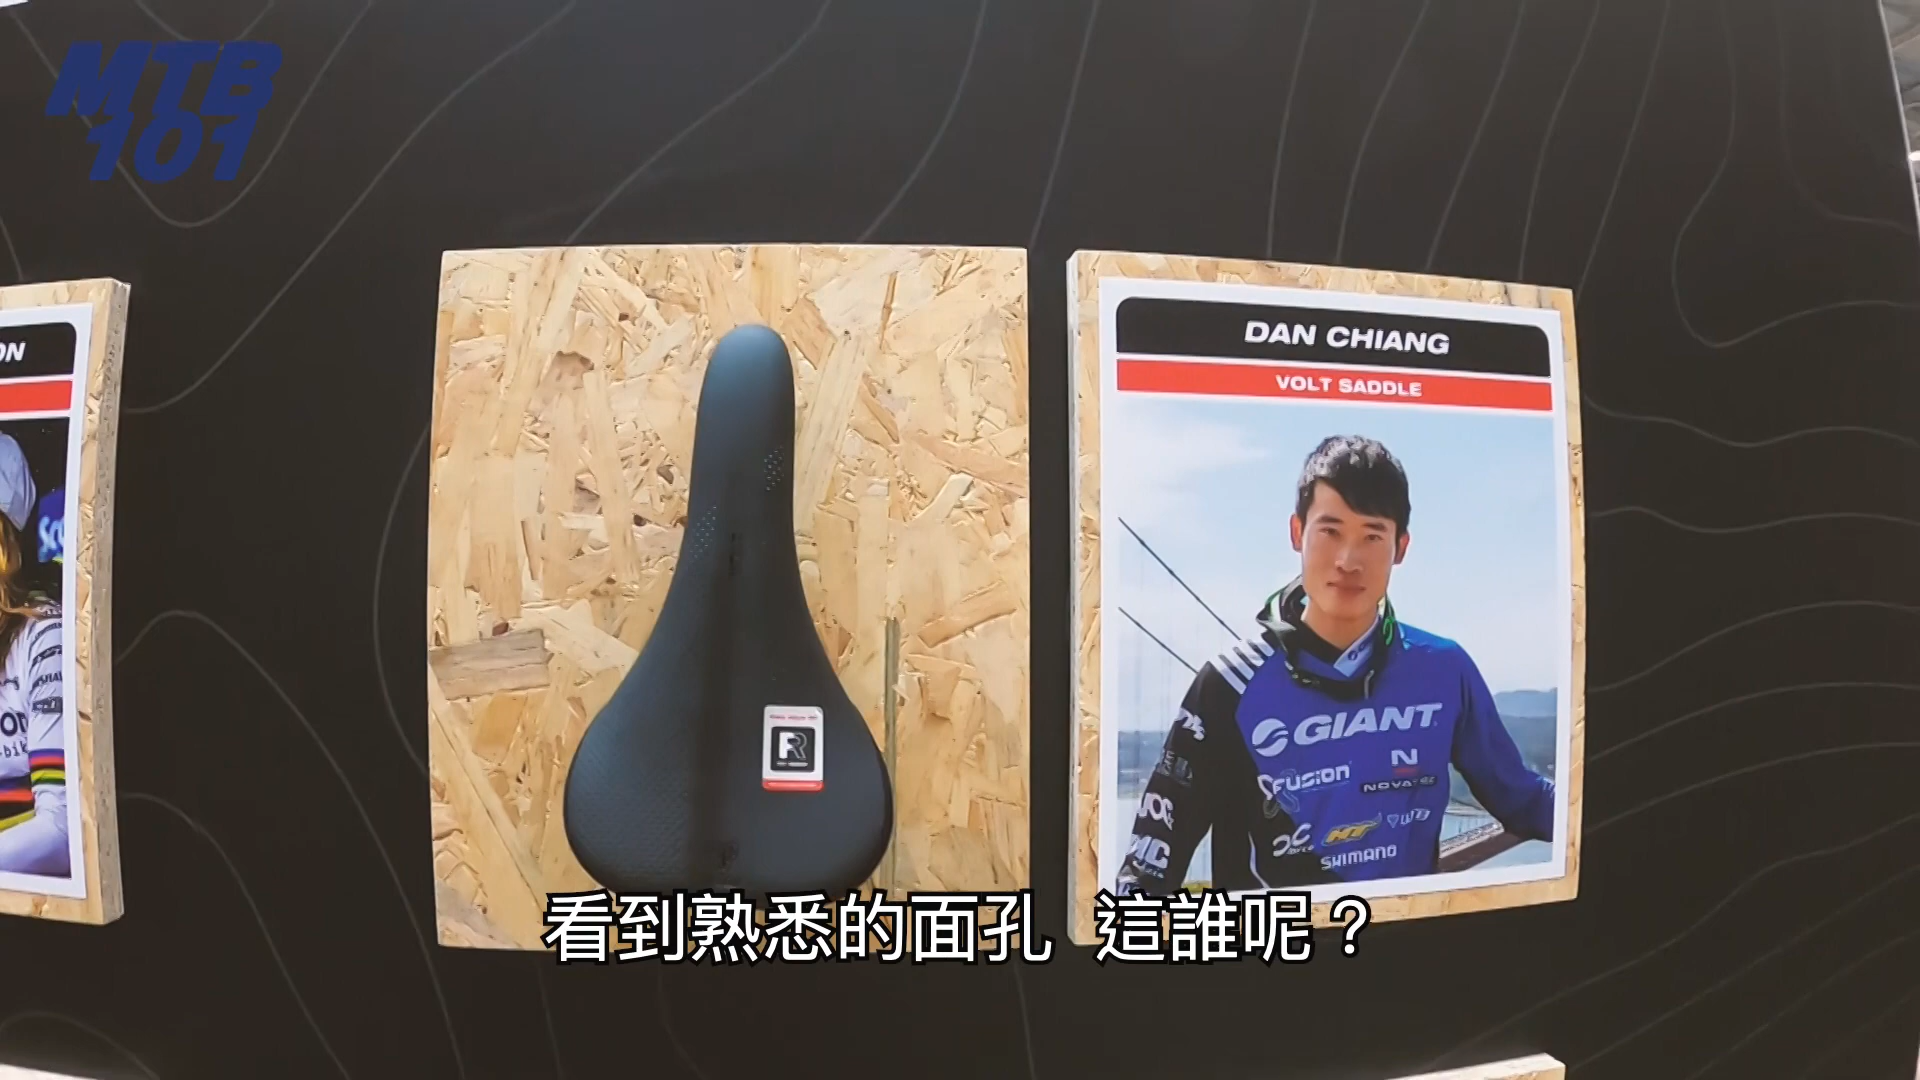 MTB
101
ON
DAN CHIANG
VOLT SADDLE
GIANT
N
FUSION
NOVATEC
WTB
SHIMANO
R
看到熟悉的面孔 這誰呢？